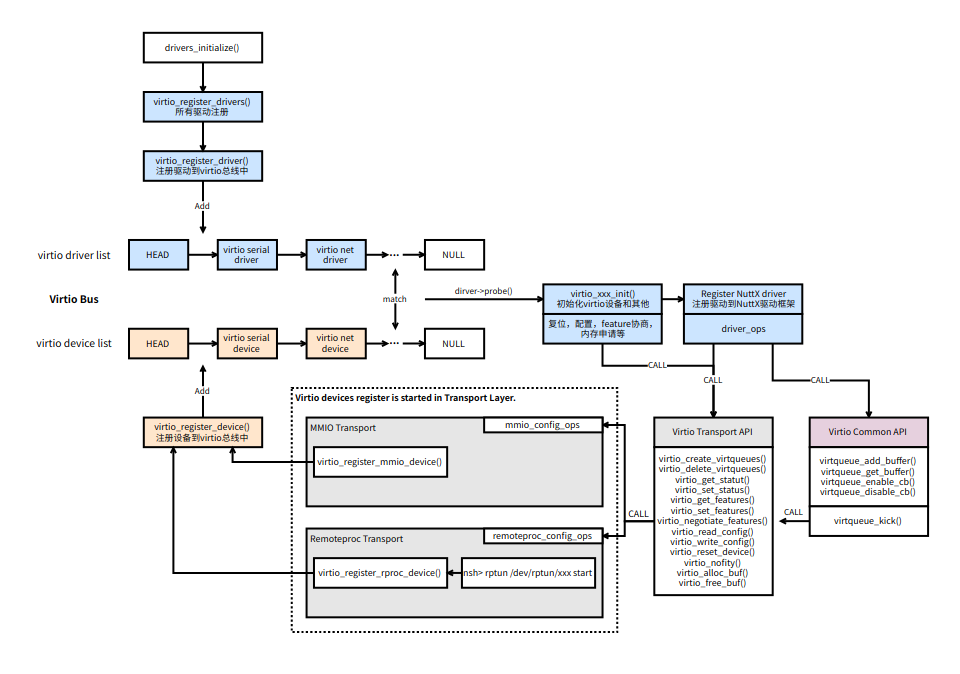 drivers_initialize()
virtio_register_drivers()
所有驱动注册
virtio_register_driver()
注册驱动到virtio总线中
Add
virtio driver list
HEAD
virtio serial
driver
virtio net
driver
...
NULL
Virtio Bus
match
dirver->probe()
virtio_xxx_init()
初始化virtio设备和其他
复位，配置，feature协商，
内存申请等
Register NuttX driver
注册驱动到NuttX驱动框架
driver_ops
virtio device list
HEAD
virtio serial
device
virtio net
device
...
NULL
CALL
CALL
CALL
Add
virtio_register_device()
注册设备到virtio总线中
Virtio devices register is started in Transport Layer.
MMIO Transport
mmio_config_ops
virtio_register_mmio_device()
Remoteproc Transport
remoteproc_config_ops
virtio_register_rproc_device()
nsh> rptun /dev/rptun/xxx start
CALL
Virtio Transport API
virtio_create_virtqueues()
virtio_delete_virtqueues()
virtio_get_statut()
virtio_set_status()
virtio_get_features()
virtio_set_features()
virtio_negotiate_features()
virtio_read_config()
virtio_write_config()
virtio_reset_device()
virtio_nofity()
virtio_alloc_buf()
virtio_free_buf()
CALL
Virtio Common API
virtqueue_add_buffer()
virtqueue_get_buffer()
virtqueue_enable_cb()
virtqueue_disable_cb()
virtqueue_kick()